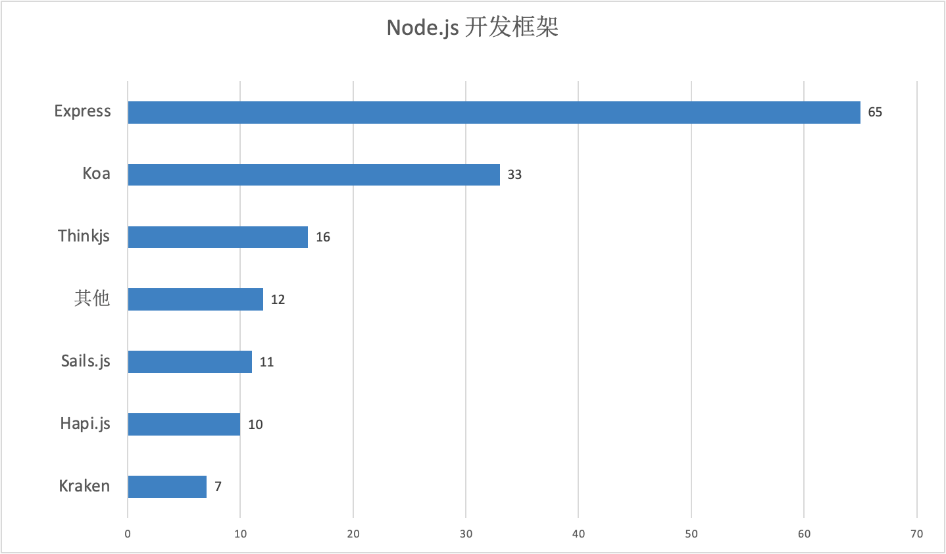 Node.js 开发框架
Express 65
Koa 33
Thinkjs 16
其他 12
Sails.js 11
Hapi.js 10
Kraken 7
0 10 20 30 40 50 60 70